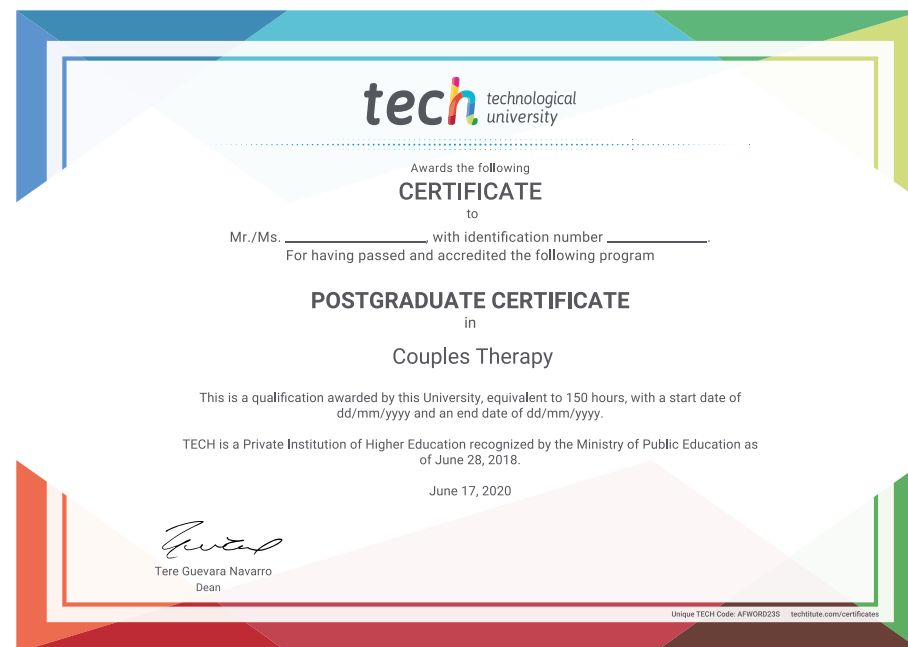 tech technological
university
Awards the following
CERTIFICATE
to
Mr./Ms. ____________________, with identification number ______________.
For having passed and accredited the following program
POSTGRADUATE CERTIFICATE
in
Couples Therapy
This is a qualification awarded by this University, equivalent to 150 hours, with a start date of
dd/mm/yyyy and an end date of dd/mm/yyyy.
TECH is a Private Institution of Higher Education recognized by the Ministry of Public Education as
of June 28, 2018.
June 17, 2020
Tere Guevara Navarro
Dean
Unique TECH Code: AFWORD23S techtitute.com/certificates